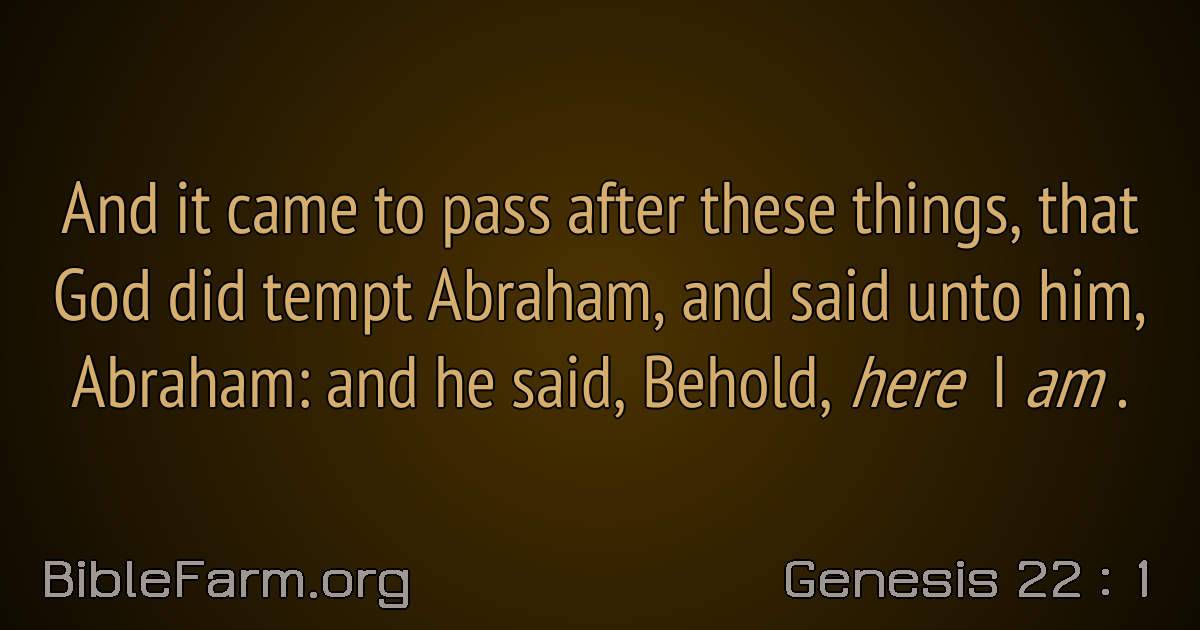 And it came to pass after these things, that
God did tempt Abraham, and said unto him,
Abraham: and he said, Behold, here I am .
BibleFarm.org
Genesis 22 : 1